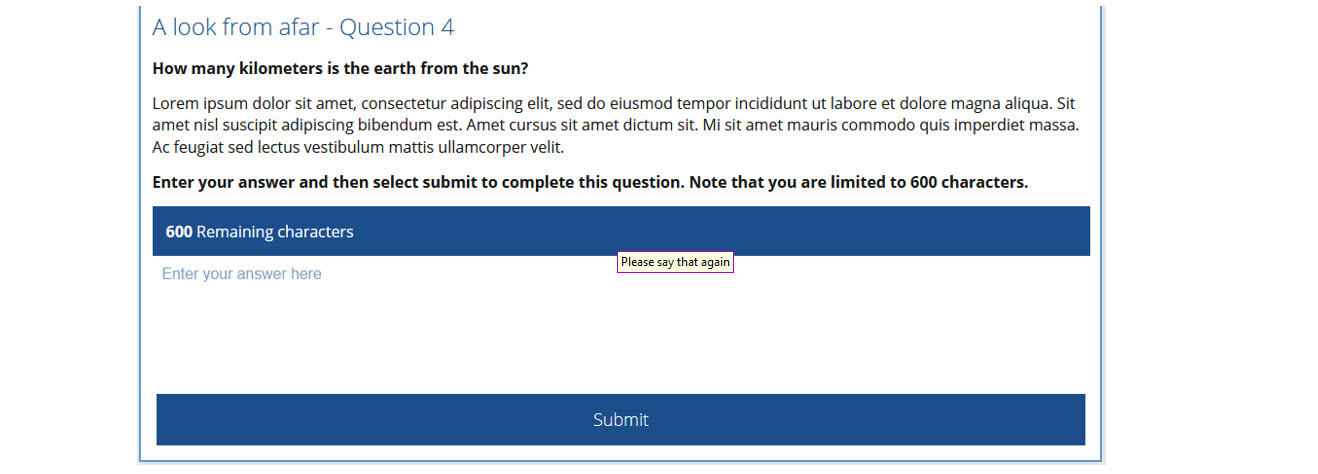 A look from afar - Question 4
How many kilometers is the earth from the sun?
Lorem ipsum dolor sit amet, consectetur adipiscing elit, sed do eiusmod tempor incididunt ut labore et dolore magna aliqua. Sit
amet nisl suscipit adipiscing bibendum est. Amet cursus sit amet dictum sit. Mi sit amet mauris commodo quis imperdiet massa.
Ac feugiat sed lectus vestibulum mattis ullamcorper velit.
Enter your answer and then select submit to complete this question. Note that you are limited to 600 characters.
600 Remaining characters
Please say that again
Enter your answer here
Submit